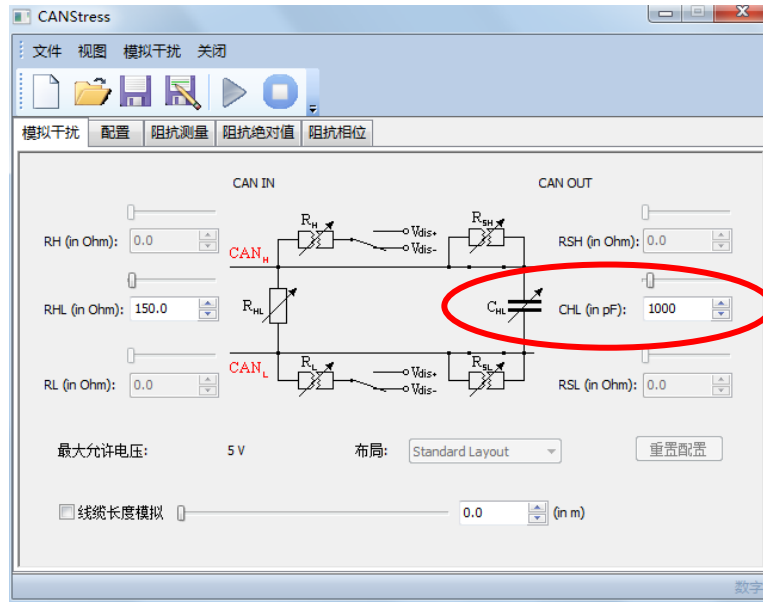 CANStress
文件 视图 模拟干扰 关闭
模拟干扰 配置 阻抗测量 阻抗绝对值 阻抗相位
CAN IN CAN OUT
RH (in Ohm): 0.0 CANH RH Vdis+ Vdis- RSH RSH (in Ohm): 0.0
RHL (in Ohm): 150.0 RHL CHL CHL (in pF): 1000
RL (in Ohm): 0.0 CANL RL Vdis+ Vdis- RSL RSL (in Ohm): 0.0
最大允许电压: 5 V 布局: Standard Layout 重置配置
线缆长度模拟 0.0 (in m)
数字